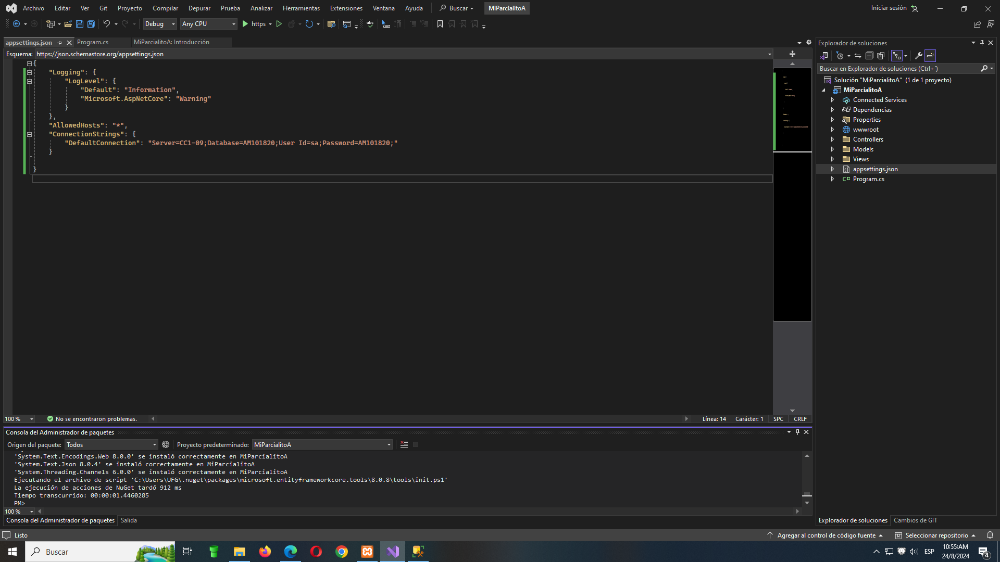 Archivo Editar Ver Git Proyecto Compilar Depurar Prueba Analizar Herramientas Extensiones Ventana Ayuda Buscar MiParcialitoA Iniciar sesión
Debug Any CPU https
appsettings.json Program.cs MiParcialitoA: Introducción
Esquema: https://json.schemastore.org/appsettings.json
{
"Logging": {
"LogLevel": {
"Default": "Information",
"Microsoft.AspNetCore": "Warning"
}
},
"AllowedHosts": "*",
"ConnectionStrings": {
"DefaultConnection": "Server=CC1-09;Database=AM101820;User Id=sa;Password=AM101820;"
}
}
100 % No se encontraron problemas. Línea: 14 Carácter: 1 SPC CRLF
Consola del Administrador de paquetes
Origen del paquete: Todos Proyecto predeterminado: MiParcialitoA
'System.Text.Encodings.Web 8.0.0' se instaló correctamente en MiParcialitoA
'System.Text.Json 8.0.4' se instaló correctamente en MiParcialitoA
'System.Threading.Channels 6.0.0' se instaló correctamente en MiParcialitoA
Ejecutando el archivo de script 'C:\Users\UFG\.nuget\packages\microsoft.entityframeworkcore.tools\8.0.8\tools\init.ps1'
La ejecución de acciones de NuGet tardó 912 ms
Tiempo transcurrido: 00:00:01.4460285
PM>
100 %
Consola del Administrador de paquetes Salida
Explorador de soluciones
Buscar en Explorador de soluciones (Ctrl+´)
Solución "MiParcialitoA" (1 de 1 proyecto)
MiParcialitoA
Connected Services
Dependencias
Properties
wwwroot
Controllers
Models
Views
appsettings.json
C# Program.cs
Explorador de soluciones Cambios de GIT
Listo Agregar al control de código fuente Seleccionar repositorio
Buscar ESP 10:55:AM
24/8/2024
4